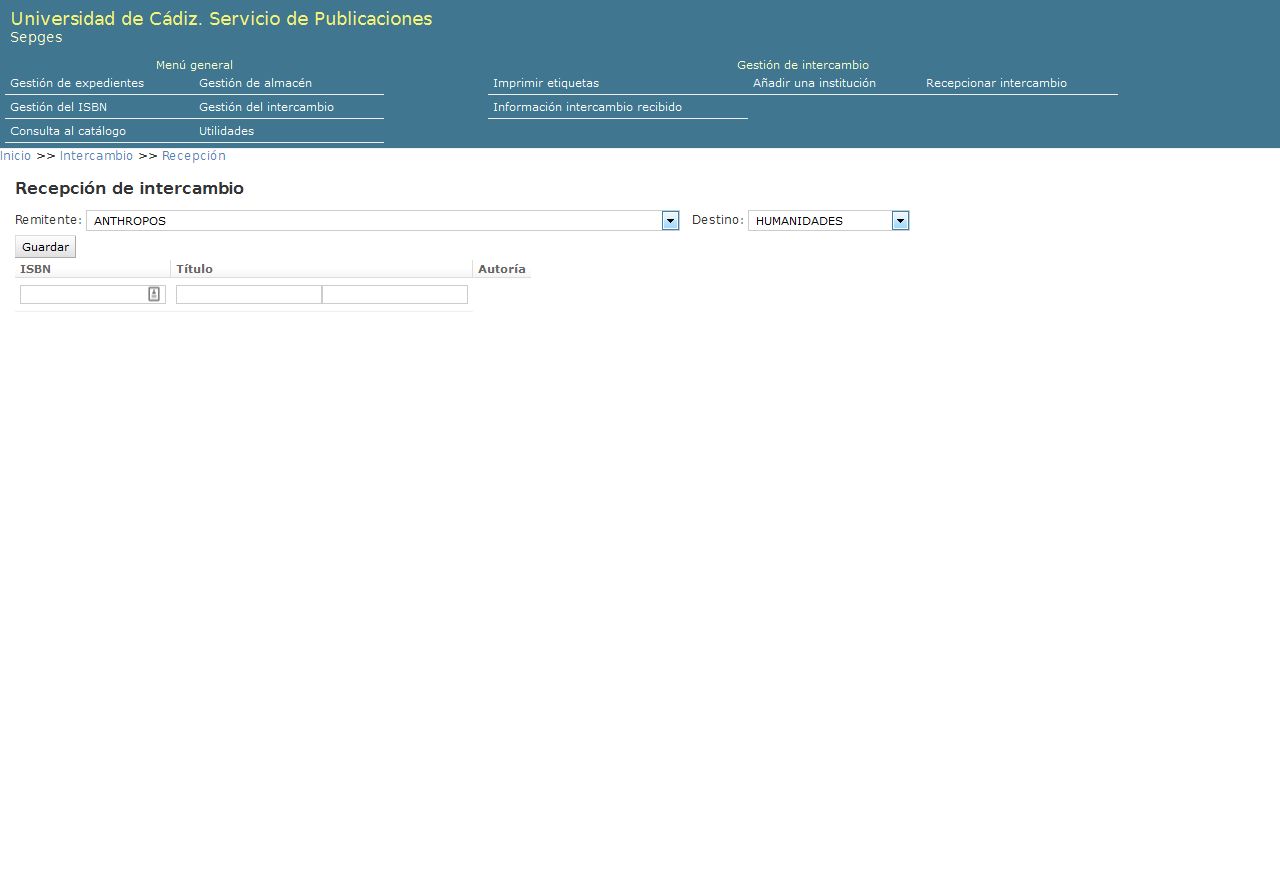 Universidad de Cádiz. Servicio de Publicaciones
Sepges
Menú general
Gestión de expedientes Gestión de almacén
Gestión del ISBN Gestión del intercambio
Consulta al catálogo Utilidades
Gestión de intercambio
Imprimir etiquetas Añadir una institución Recepcionar intercambio
Información intercambio recibido
Inicio >> Intercambio >> Recepción
Recepción de intercambio
Remitente: ANTHROPOS Destino: HUMANIDADES
Guardar
ISBN Título Autoría